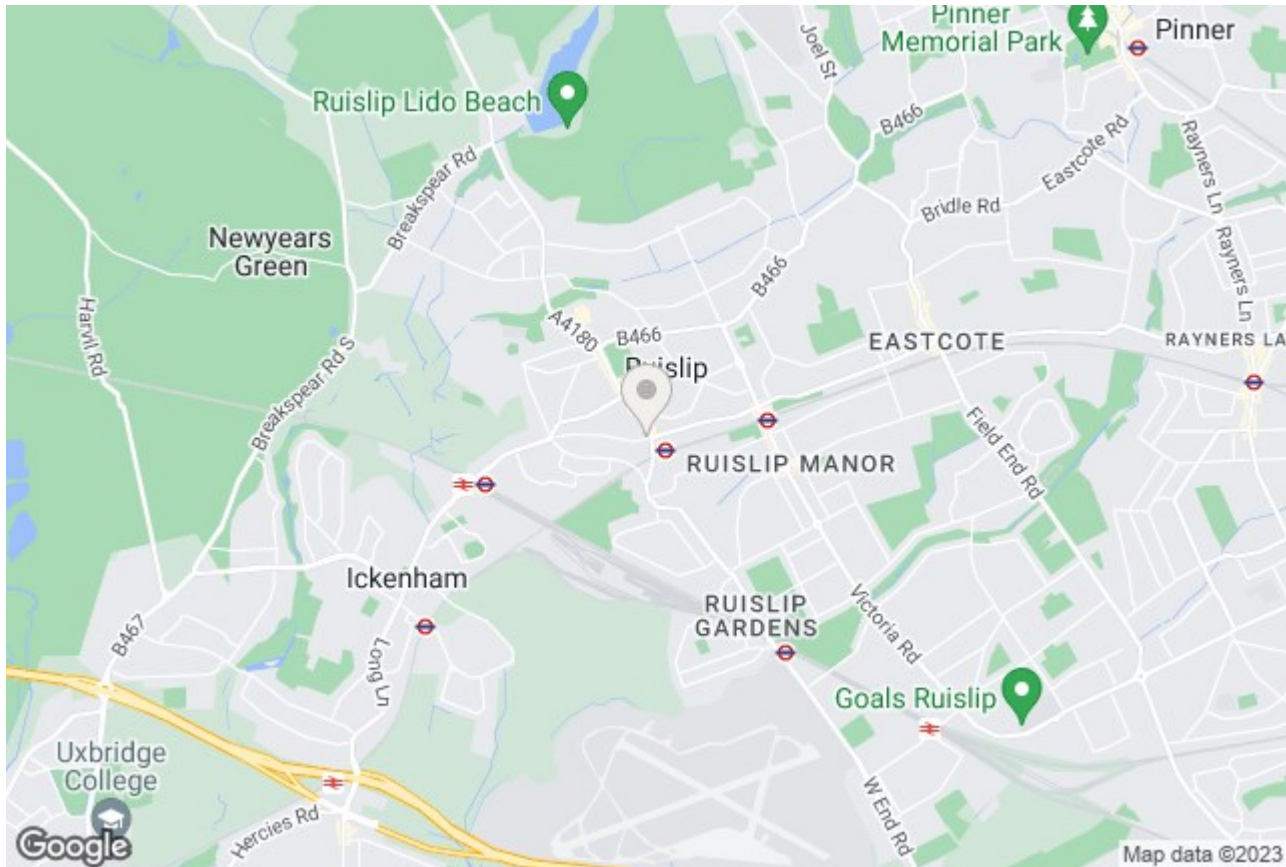 Pinner
Memorial Park
Pinner
Joel St
Ruislip Lido Beach
B466
Eastcote Rd
Rayners Ln
Breakspear Rd
Bridle Rd
Newyears
Green
Rayners Ln
B466
Harvil Rd
A4180
B466
EASTCOTE
RAYNERS LA
Ruislip
Breakspear Rd S
Field End Rd
RUISLIP MANOR
Ickenham
RUISLIP
GARDENS
Victoria Rd
B467
Long Ln
Goals Ruislip
Uxbridge
College
W End Rd
Hercies Rd
Google
Map data ©2023